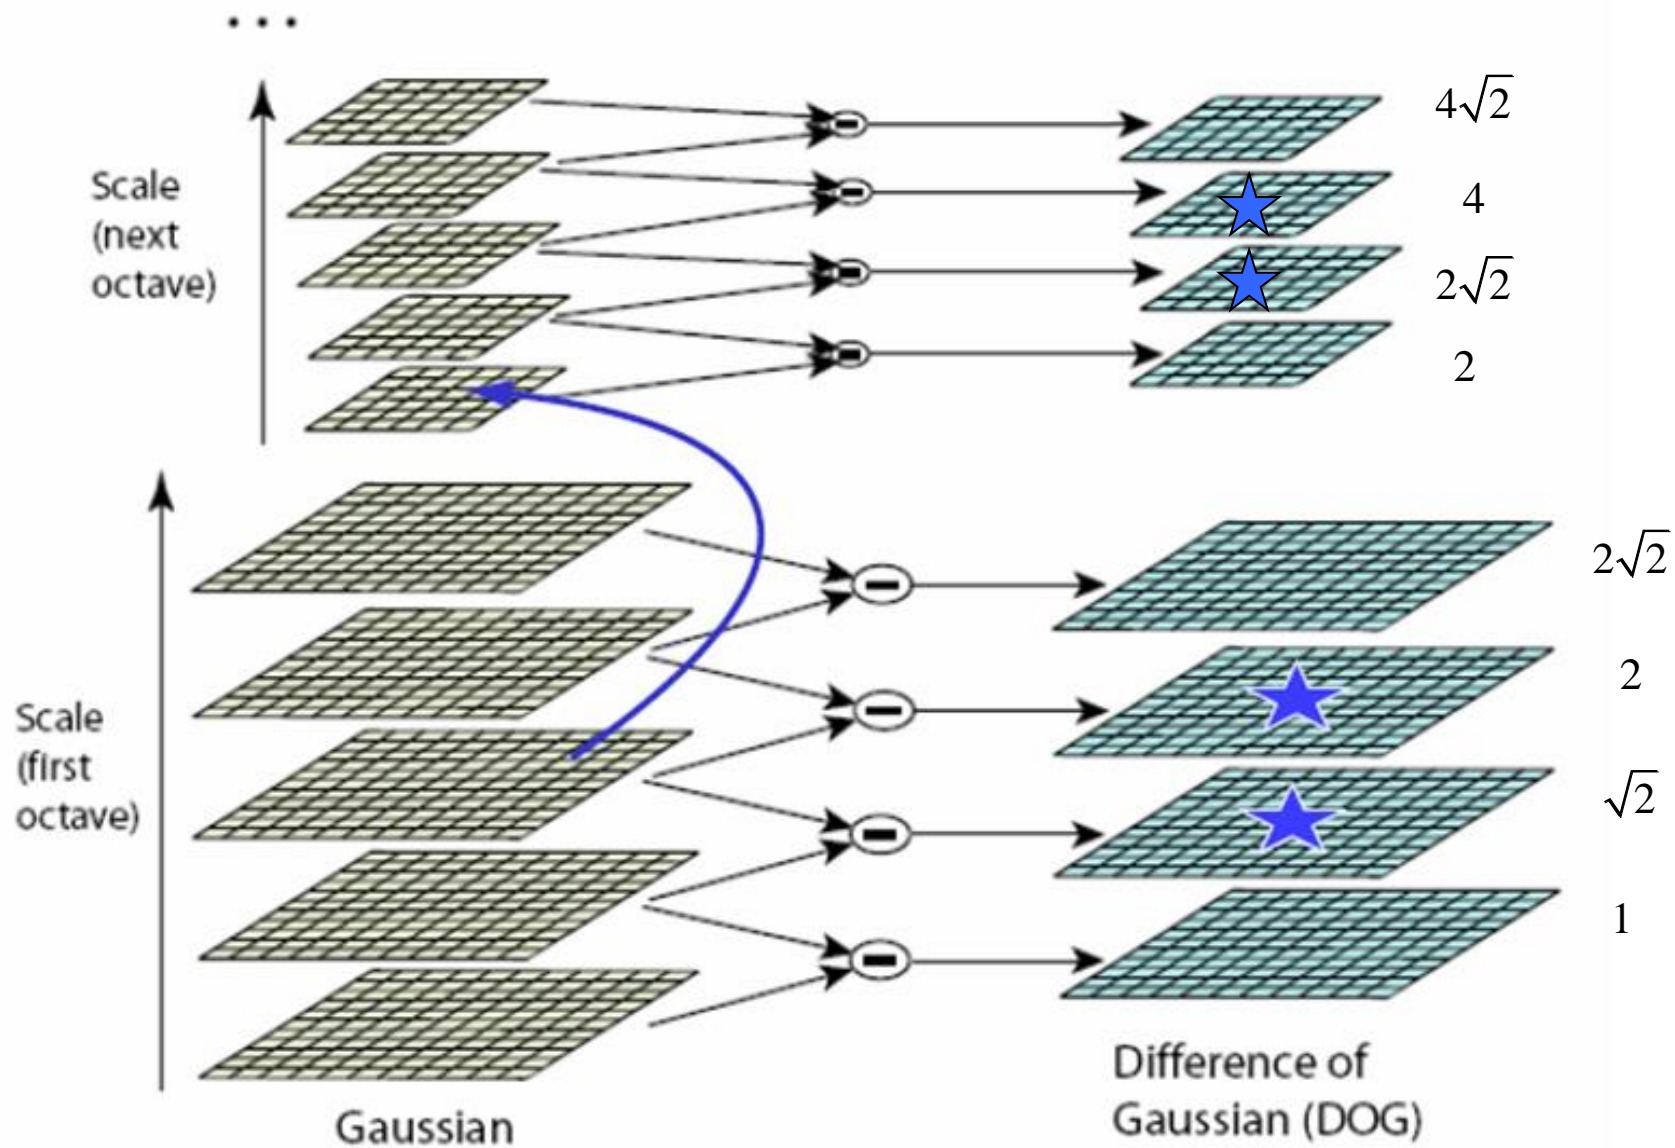 ...
4√2
Scale
(next
octave)
4
2√2
2
2√2
2
Scale
(first
octave)
√2
1
Difference of
Gaussian (DOG)
Gaussian